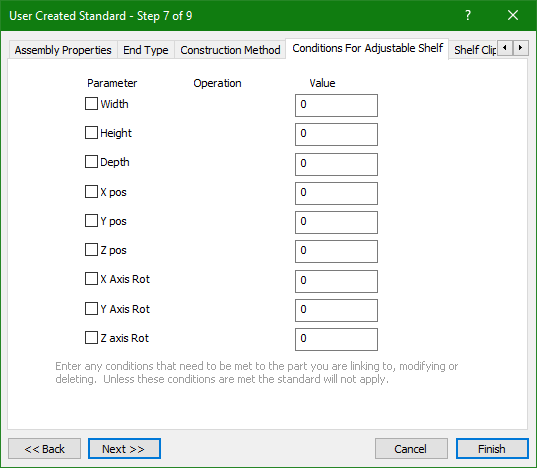 User Created Standard - Step 7 of 9
Assembly Properties End Type Construction Method Conditions For Adjustable Shelf Shelf Clip
Parameter Operation Value
Width 0
Height 0
Depth 0
X pos 0
Y pos 0
Z pos 0
X Axis Rot 0
Y Axis Rot 0
Z axis Rot 0
Enter any conditions that need to be met to the part you are linking to, modifying or
deleting. Unless these conditions are met the standard will not apply.
<< Back Next >> Cancel Finish